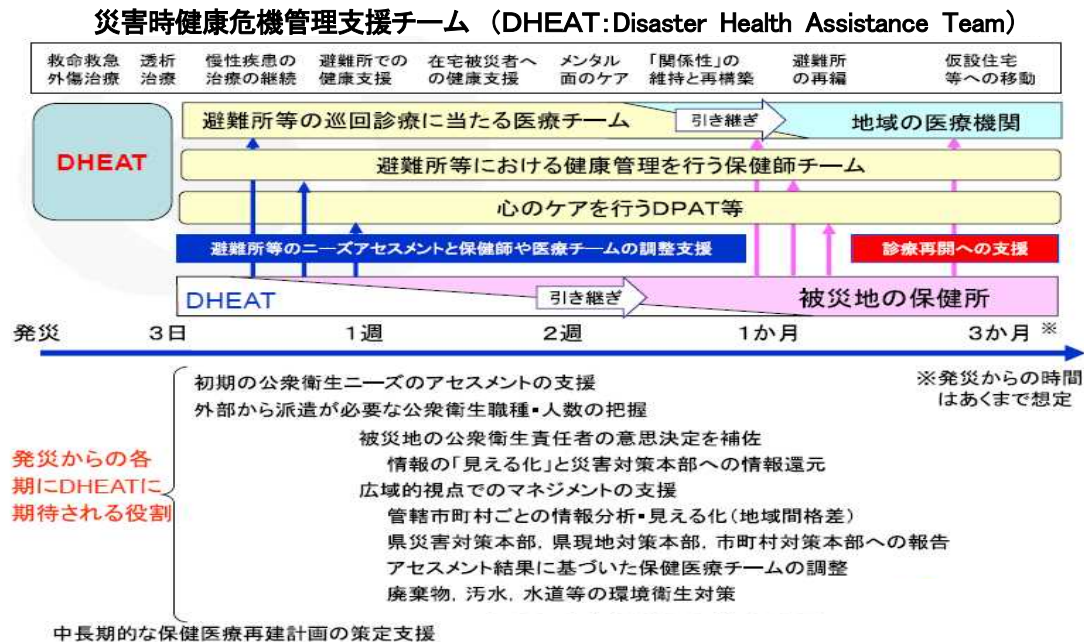 災害時健康危機管理支援チーム （DHEAT:Disaster Health Assistance Team）
救命救急
外傷治療
透析
治療
慢性疾患の
治療の継続
避難所での
健康支援
在宅被災者へ
の健康支援
メンタル
面のケア
「関係性」の
維持と再構築
避難所
の再編
仮設住宅
等への移動
DHEAT
避難所等の巡回診療に当たる医療チーム
引き継ぎ
地域の医療機関
避難所等における健康管理を行う保健師チーム
心のケアを行うDPAT等
避難所等のニーズアセスメントと保健師や医療チームの調整支援
診療再開への支援
DHEAT
引き継ぎ
被災地の保健所
発災
3日
1週
2週
1か月
3か月 ※
※発災からの時間
はあくまで想定
発災からの各
期にDHEATに
期待される役割
初期の公衆衛生ニーズのアセスメントの支援
外部から派遣が必要な公衆衛生職種・人数の把握
被災地の公衆衛生責任者の意思決定を補佐
情報の「見える化」と災害対策本部への情報還元
広域的視点でのマネジメントの支援
管轄市町村ごとの情報分析・見える化（地域間格差）
県災害対策本部，県現地対策本部，市町村対策本部への報告
アセスメント結果に基づいた保健医療チームの調整
廃棄物，汚水，水道等の環境衛生対策
中長期的な保健医療再建計画の策定支援